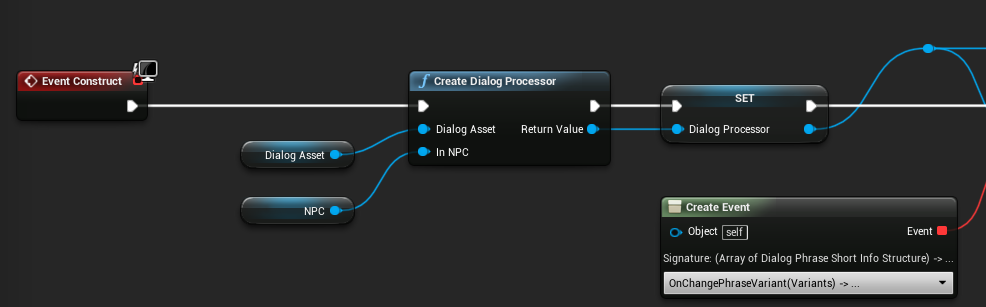 Event Construct
Create Dialog Processor
Dialog Asset
Return Value
In NPC
Dialog Asset
NPC
SET
Dialog Processor
Create Event
Object self
Event
Signature: (Array of Dialog Phrase Short Info Structure) -> ...
OnChangePhraseVariant(Variants) -> ...